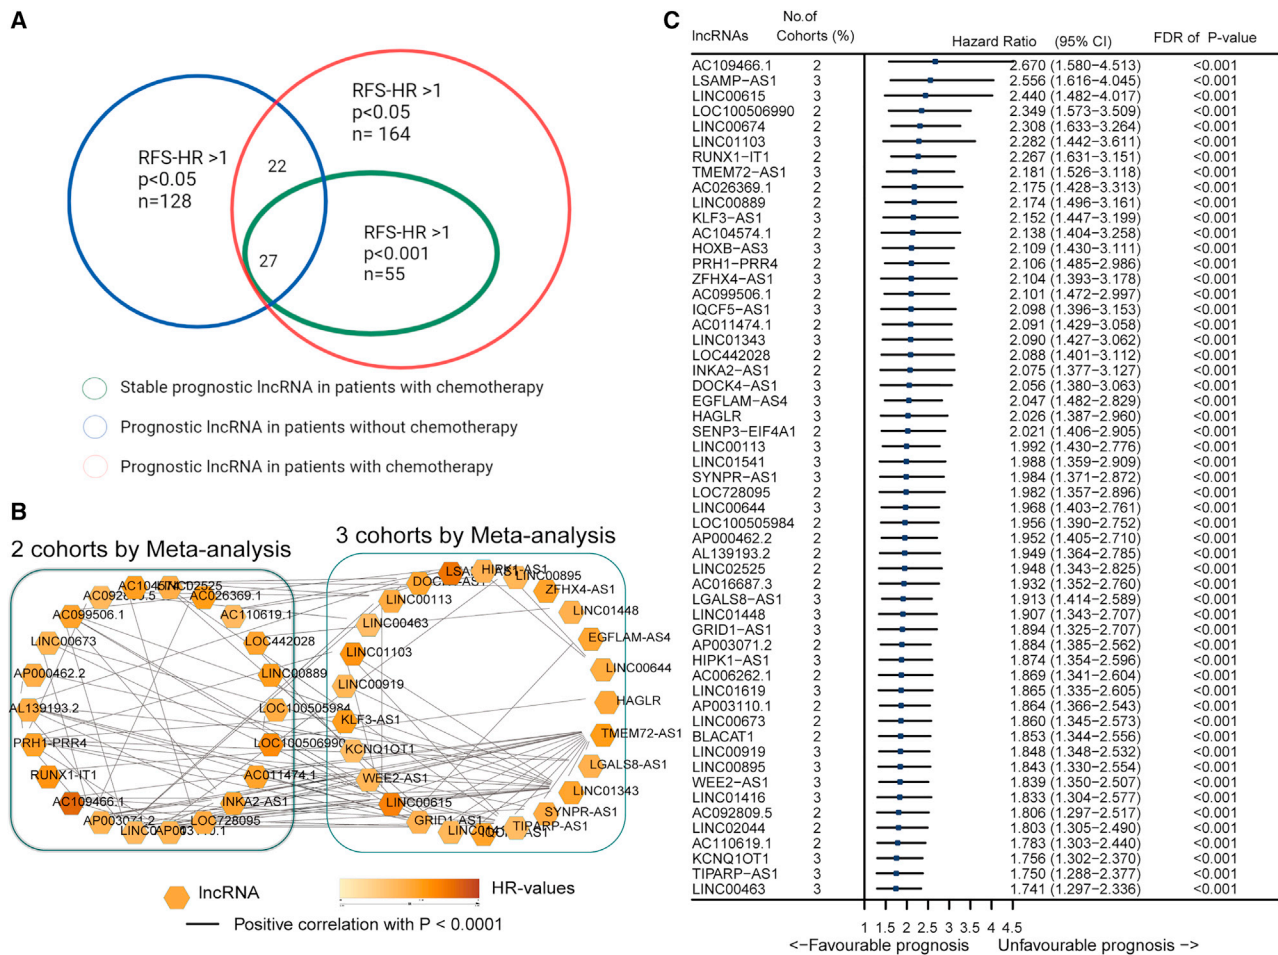 A
RFS-HR >1
p<0.05
n=128
22
27
RFS-HR >1
p<0.05
n= 164
RFS-HR >1
p<0.001
n=55
Stable prognostic lncRNA in patients with chemotherapy
Prognostic lncRNA in patients without chemotherapy
Prognostic lncRNA in patients with chemotherapy
B
2 cohorts by Meta-analysis
AC026369.1
AC110619.1
AC099506.1
LINC00673
LOC442028
AP000462.2
LINC00889
AL139193.2
LOC100505984
PRH1-PRR4
LOC100506990
RUNX1-IT1
AC011474.1
AC109466.1
INKA2-AS1
AP003071.2
LOC728095
3 cohorts by Meta-analysis
HIPK1-AS1
LINC00895
ZFHX4-AS1
LINC00113
LINC01448
LINC00463
EGFLAM-AS4
LINC01103
LINC00644
LINC00919
HAGLR
KLF3-AS1
TMEM72-AS1
KCNQ1OT1
LGALS8-AS1
WEE2-AS1
LINC01343
LINC00615
SYNPR-AS1
GRID1-AS1
TIPARP-AS1
lncRNA
HR-values
Positive correlation with P < 0.0001
C
lncRNAs No.of Cohorts (%) Hazard Ratio (95% CI) FDR of P-value
AC109466.1 2 2.670 (1.580−4.513) <0.001
LSAMP−AS1 3 2.556 (1.616−4.045) <0.001
LINC00615 3 2.440 (1.482−4.017) <0.001
LOC100506990 2 2.349 (1.573−3.509) <0.001
LINC00674 2 2.308 (1.633−3.264) <0.001
LINC01103 3 2.282 (1.442−3.611) <0.001
RUNX1−IT1 2 2.267 (1.631−3.151) <0.001
TMEM72−AS1 3 2.181 (1.526−3.118) <0.001
AC026369.1 2 2.175 (1.428−3.313) <0.001
LINC00889 2 2.174 (1.496−3.161) <0.001
KLF3−AS1 3 2.152 (1.447−3.199) <0.001
AC104574.1 2 2.138 (1.404−3.258) <0.001
HOXB−AS3 3 2.109 (1.430−3.111) <0.001
PRH1−PRR4 2 2.106 (1.485−2.986) <0.001
ZFHX4−AS1 3 2.104 (1.393−3.178) <0.001
AC099506.1 2 2.101 (1.472−2.997) <0.001
IQCF5−AS1 3 2.098 (1.396−3.153) <0.001
AC011474.1 2 2.091 (1.429−3.058) <0.001
LINC01343 3 2.090 (1.427−3.062) <0.001
LOC442028 2 2.088 (1.401−3.112) <0.001
INKA2−AS1 2 2.075 (1.377−3.127) <0.001
DOCK4−AS1 3 2.056 (1.380−3.063) <0.001
EGFLAM−AS4 3 2.047 (1.482−2.829) <0.001
HAGLR 3 2.026 (1.387−2.960) <0.001
SENP3−EIF4A1 2 2.021 (1.406−2.905) <0.001
LINC00113 3 1.992 (1.430−2.776) <0.001
LINC01541 3 1.988 (1.359−2.909) <0.001
SYNPR−AS1 3 1.984 (1.371−2.872) <0.001
LOC728095 2 1.982 (1.357−2.896) <0.001
LINC00644 3 1.968 (1.403−2.761) <0.001
LOC100505984 2 1.956 (1.390−2.752) <0.001
AP000462.2 2 1.952 (1.405−2.710) <0.001
AL139193.2 2 1.949 (1.364−2.785) <0.001
LINC02525 2 1.948 (1.343−2.825) <0.001
AC016687.3 2 1.932 (1.352−2.760) <0.001
LGALS8−AS1 3 1.913 (1.414−2.589) <0.001
LINC01448 3 1.907 (1.343−2.707) <0.001
GRID1−AS1 3 1.894 (1.325−2.707) <0.001
AP003071.2 2 1.884 (1.385−2.562) <0.001
HIPK1−AS1 3 1.874 (1.354−2.596) <0.001
AC006262.1 2 1.869 (1.341−2.604) <0.001
LINC01619 3 1.865 (1.335−2.605) <0.001
AP003110.1 2 1.864 (1.366−2.543) <0.001
LINC00673 2 1.860 (1.345−2.573) <0.001
BLACAT1 2 1.853 (1.344−2.556) <0.001
LINC00919 3 1.848 (1.348−2.532) <0.001
LINC00895 3 1.843 (1.330−2.554) <0.001
WEE2−AS1 3 1.839 (1.350−2.507) <0.001
LINC01416 3 1.833 (1.304−2.577) <0.001
AC092809.5 2 1.806 (1.297−2.517) <0.001
LINC02044 2 1.803 (1.305−2.490) <0.001
AC110619.1 2 1.783 (1.303−2.440) <0.001
KCNQ1OT1 3 1.756 (1.302−2.370) <0.001
TIPARP−AS1 3 1.750 (1.288−2.377) <0.001
LINC00463 3 1.741 (1.297−2.336) <0.001
1 1.5 2 2.5 3 3.5 4 4.5
<−Favourable prognosis Unfavourable prognosis −>